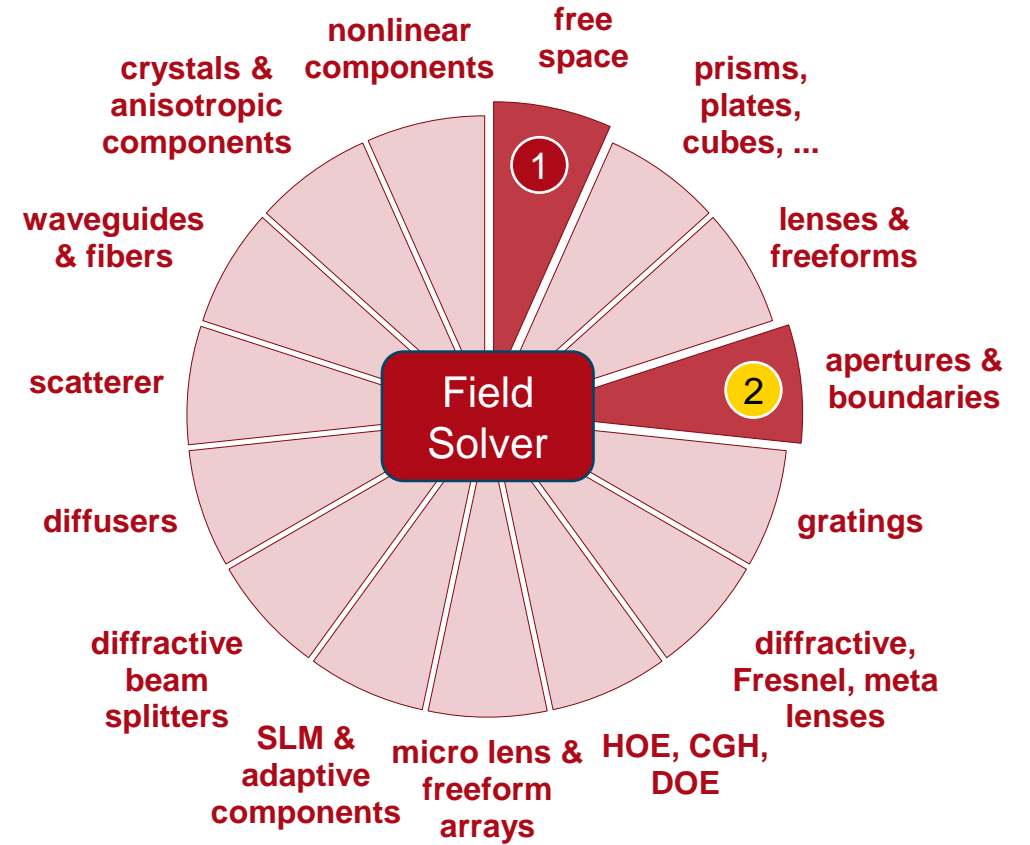 free
space
prisms,
plates,
cubes, ...
lenses &
freeforms
apertures &
boundaries
gratings
diffractive,
Fresnel, meta
lenses
HOE, CGH,
DOE
micro lens &
freeform
arrays
SLM &
adaptive
components
diffractive
beam
splitters
diffusers
scatterer
waveguides
& fibers
crystals &
anisotropic
components
nonlinear
components
1
2
Field
Solver